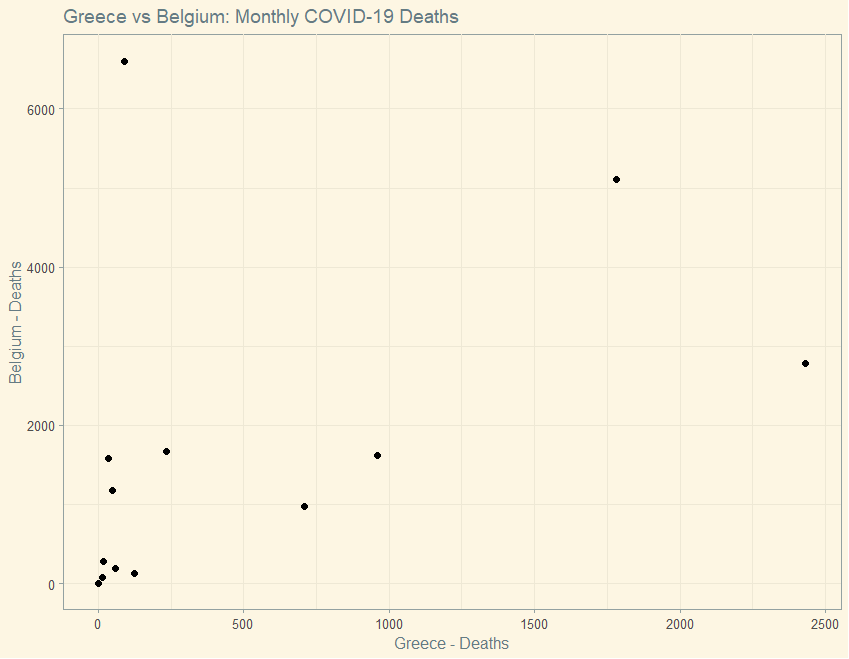 Greece vs Belgium: Monthly COVID-19 Deaths
6000
4000
2000
0
Belgium - Deaths
0 500 1000 1500 2000 2500
Greece - Deaths